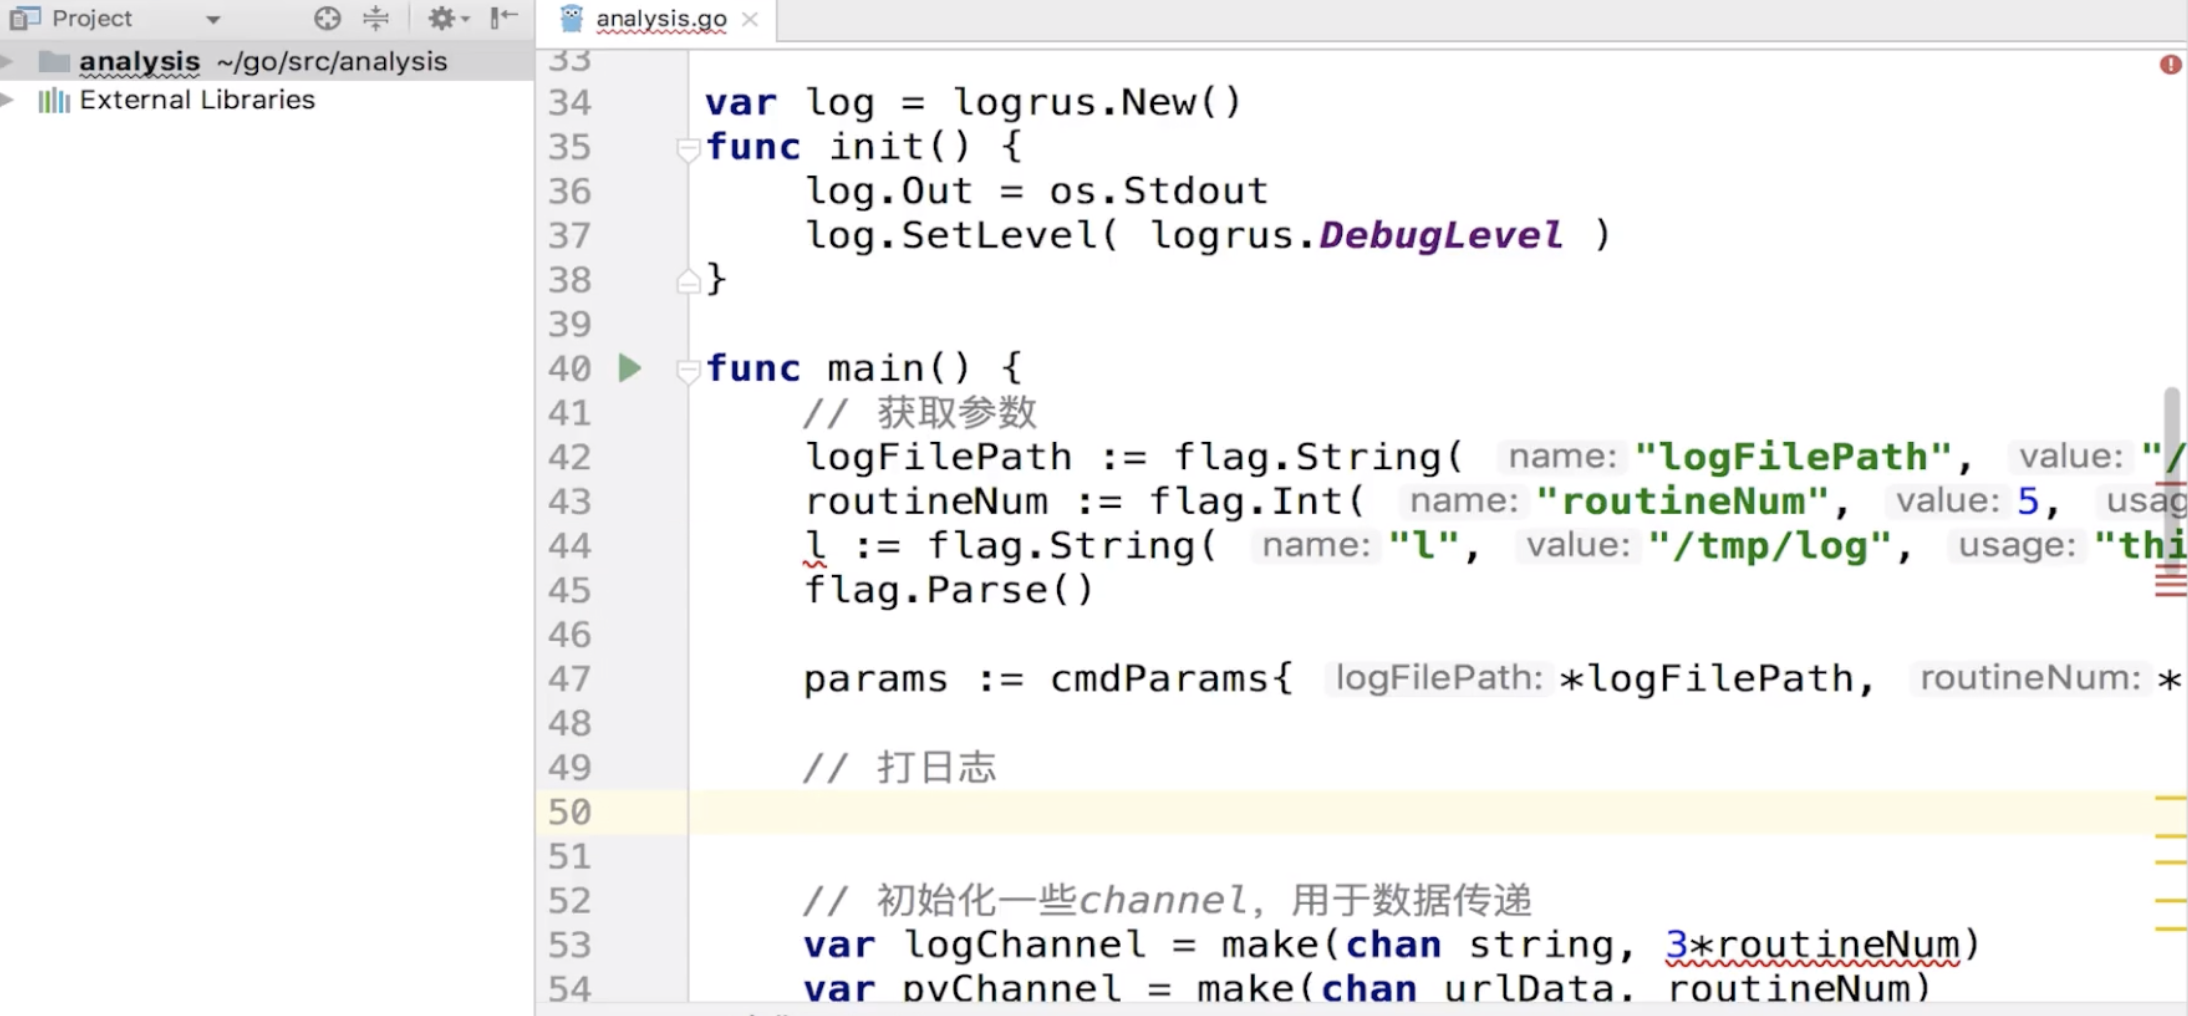 Project
analysis ~/go/src/analysis
External Libraries
analysis.go
33
34 var log = logrus.New()
35 func init() {
36 log.Out = os.Stdout
37 log.SetLevel( logrus.DebugLevel )
38 }
39
40 func main() {
41 // 获取参数
42 logFilePath := flag.String( name: "logFilePath", value: "/
43 routineNum := flag.Int( name: "routineNum", value: 5, usag
44 l := flag.String( name: "l", value: "/tmp/log", usage: "thi
45 flag.Parse()
46
47 params := cmdParams{ logFilePath: *logFilePath, routineNum: *
48
49 // 打日志
50
51
52 // 初始化一些channel，用于数据传递
53 var logChannel = make(chan string, 3*routineNum)
54 var pvChannel = make(chan urlData, routineNum)